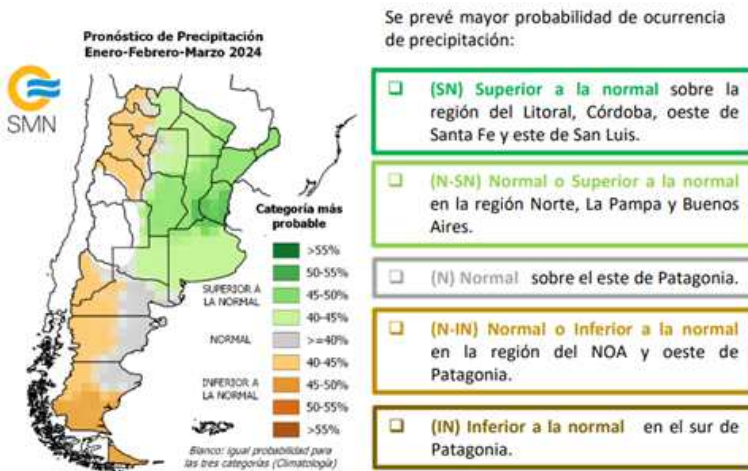 Pronóstico de Precipitación
Enero-Febrero-Marzo 2024
SMN
Categoría más
probable
>55%
50-55%
45-50%
SUPERIOR A
LA NORMAL
40-45%
NORMAL
>=40%
40-45%
INFERIOR A
LA NORMAL
45-50%
50-55%
>55%
Blanco: igual probabilidad para
las tres categorías (Climatología)
Se prevé mayor probabilidad de ocurrencia
de precipitación:
(SN) Superior a la normal sobre la
región del Litoral, Córdoba, oeste de
Santa Fe y este de San Luis.
(N-SN) Normal o Superior a la normal
en la región Norte, La Pampa y Buenos
Aires.
(N) Normal sobre el este de Patagonia.
(N-IN) Normal o Inferior a la normal
en la región del NOA y oeste de
Patagonia.
(IN) Inferior a la normal en el sur de
Patagonia.